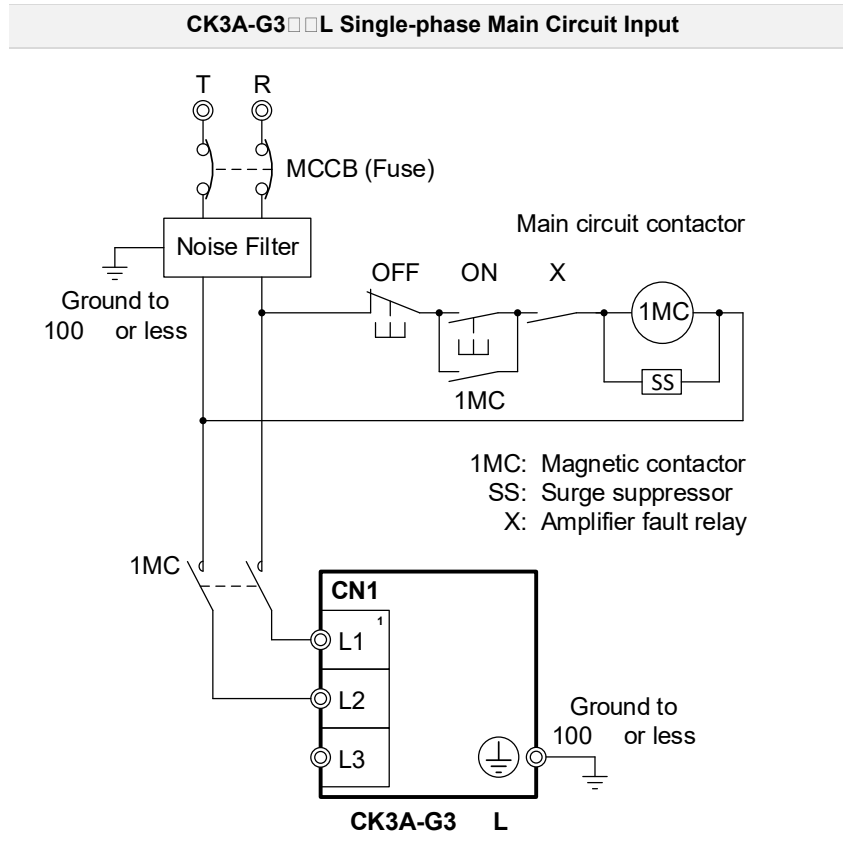 CK3A-G3□□L Single-phase Main Circuit Input
T R
MCCB (Fuse)
Noise Filter
Main circuit contactor
OFF ON X
1MC
Ground to
100 or less
SS
1MC
1MC: Magnetic contactor
SS: Surge suppressor
X: Amplifier fault relay
1MC
CN1
1
L1
L2
L3
Ground to
100 or less
CK3A-G3 L